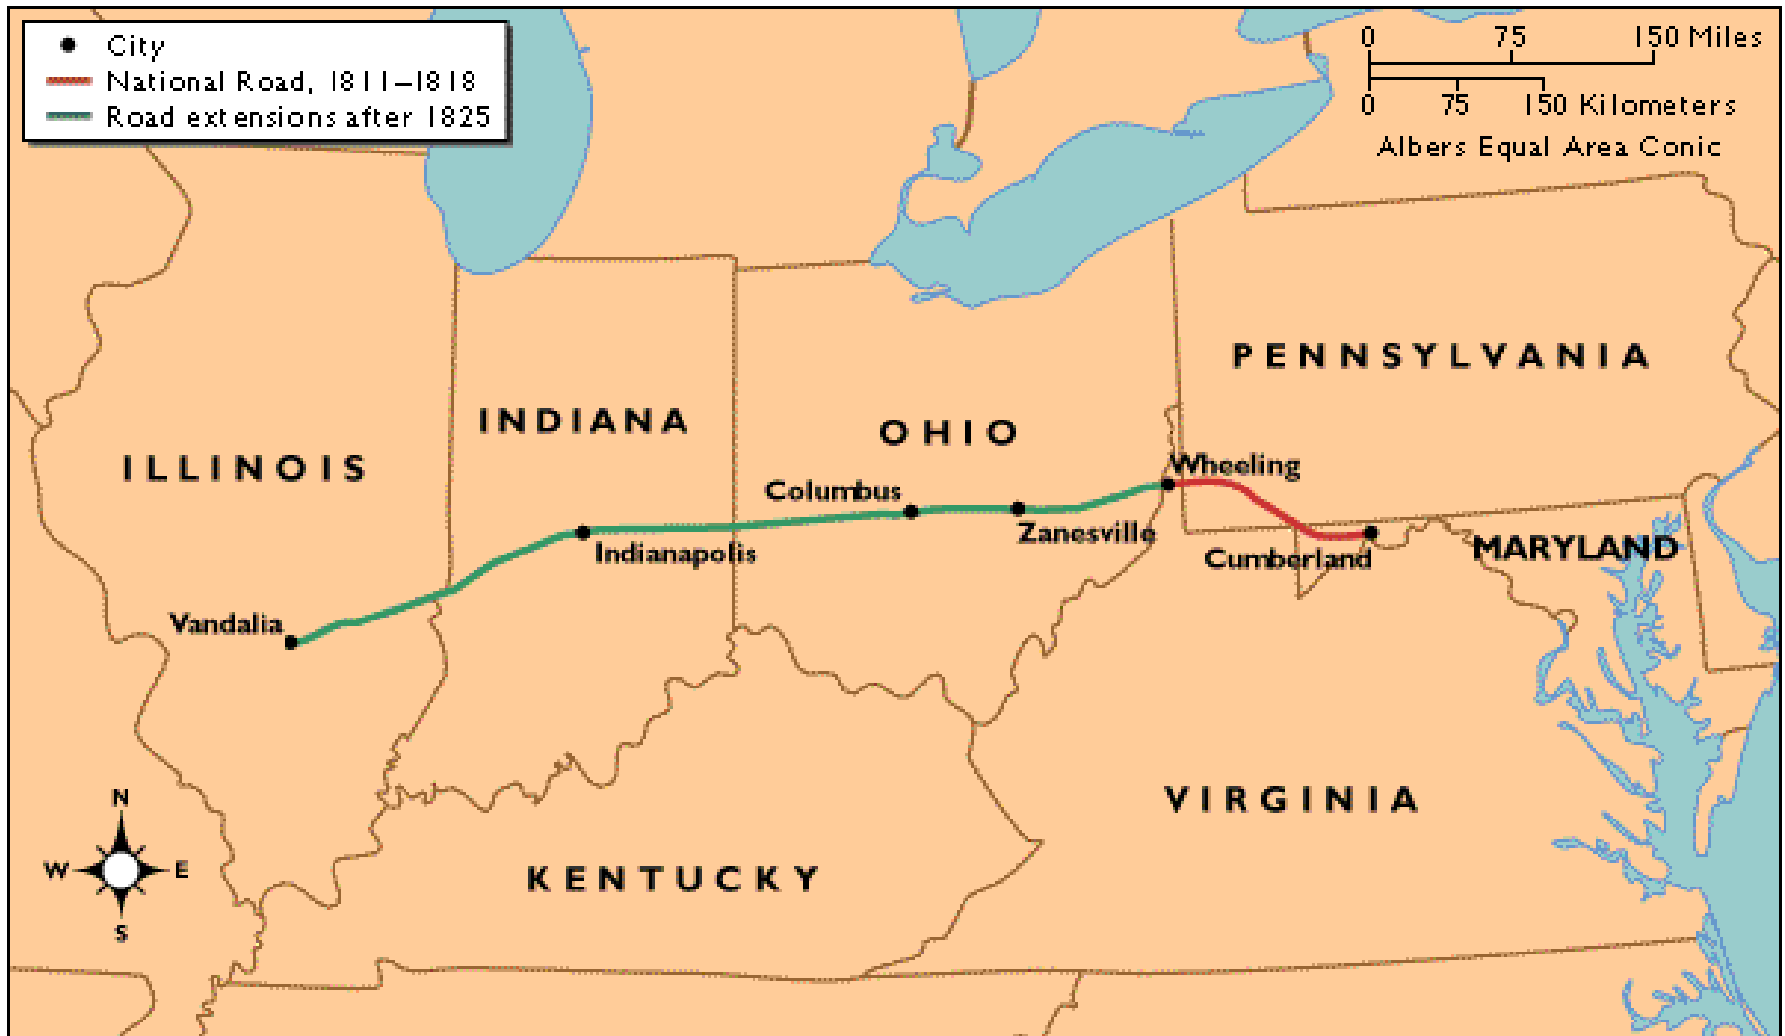 City
National Road, 1811–1818
Road extensions after 1825
0 75 150 Miles
0 75 150 Kilometers
Albers Equal Area Conic
PENNSYLVANIA
INDIANA
OHIO
ILLINOIS
Wheeling
Columbus
Zanesville
Indianapolis
Cumberland
MARYLAND
Vandalia
VIRGINIA
KENTUCKY
N
W E
S